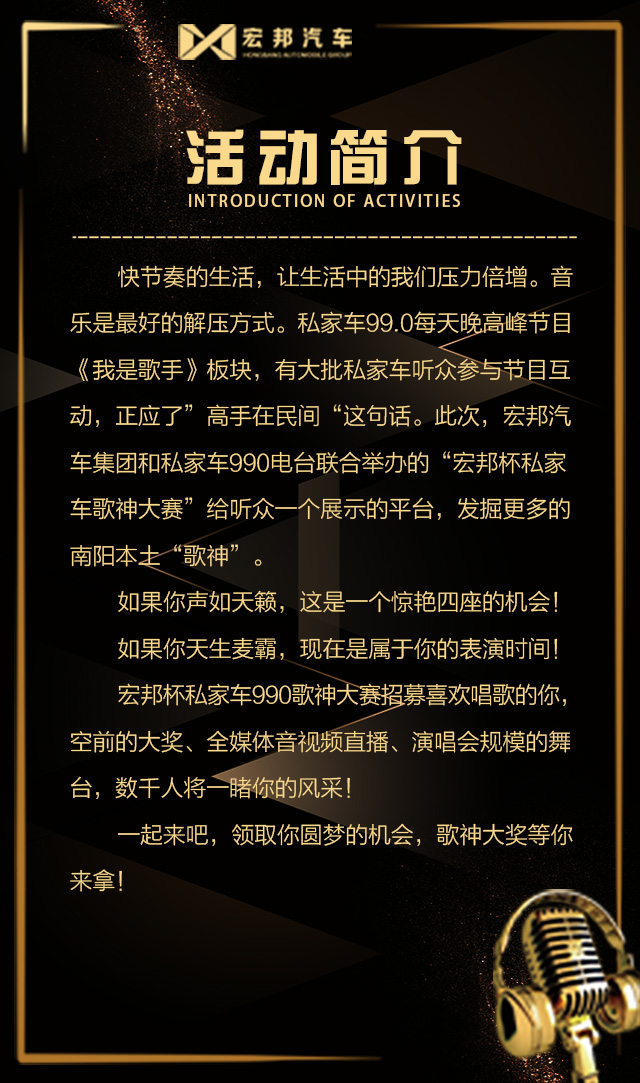 宏邦汽车
HONGBANG AUTOMOBILE GROUP
活动简介
INTRODUCTION OF ACTIVITIES
快节奏的生活，让生活中的我们压力倍增。音
乐是最好的解压方式。私家车99.0每天晚高峰节目
《我是歌手》板块，有大批私家车听众参与节目互
动，正应了”高手在民间“这句话。此次，宏邦汽
车集团和私家车990电台联合举办的“宏邦杯私家
车歌神大赛”给听众一个展示的平台，发掘更多的
南阳本土“歌神”。
如果你声如天籁，这是一个惊艳四座的机会！
如果你天生麦霸，现在是属于你的表演时间！
宏邦杯私家车990歌神大赛招募喜欢唱歌的你，
空前的大奖、全媒体音视频直播、演唱会规模的舞
台，数千人将一睹你的风采！
一起来吧，领取你圆梦的机会，歌神大奖等你
来拿！